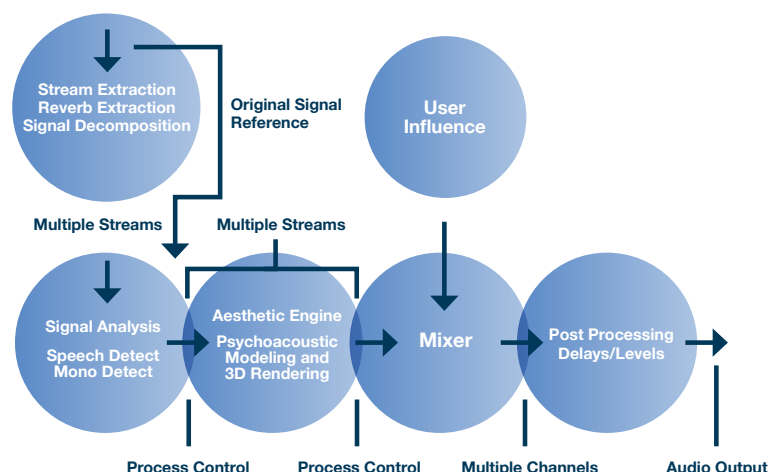 Stream Extraction
Reverb Extraction
Signal Decomposition
Original Signal
Reference
User
Influence
Multiple Streams
Multiple Streams
Signal Analysis
Speech Detect
Mono Detect
Aesthetic Engine
Psychoacoustic
Modeling and
3D Rendering
Mixer
Post Processing
Delays/Levels
Process Control
Process Control
Multiple Channels
Audio Output